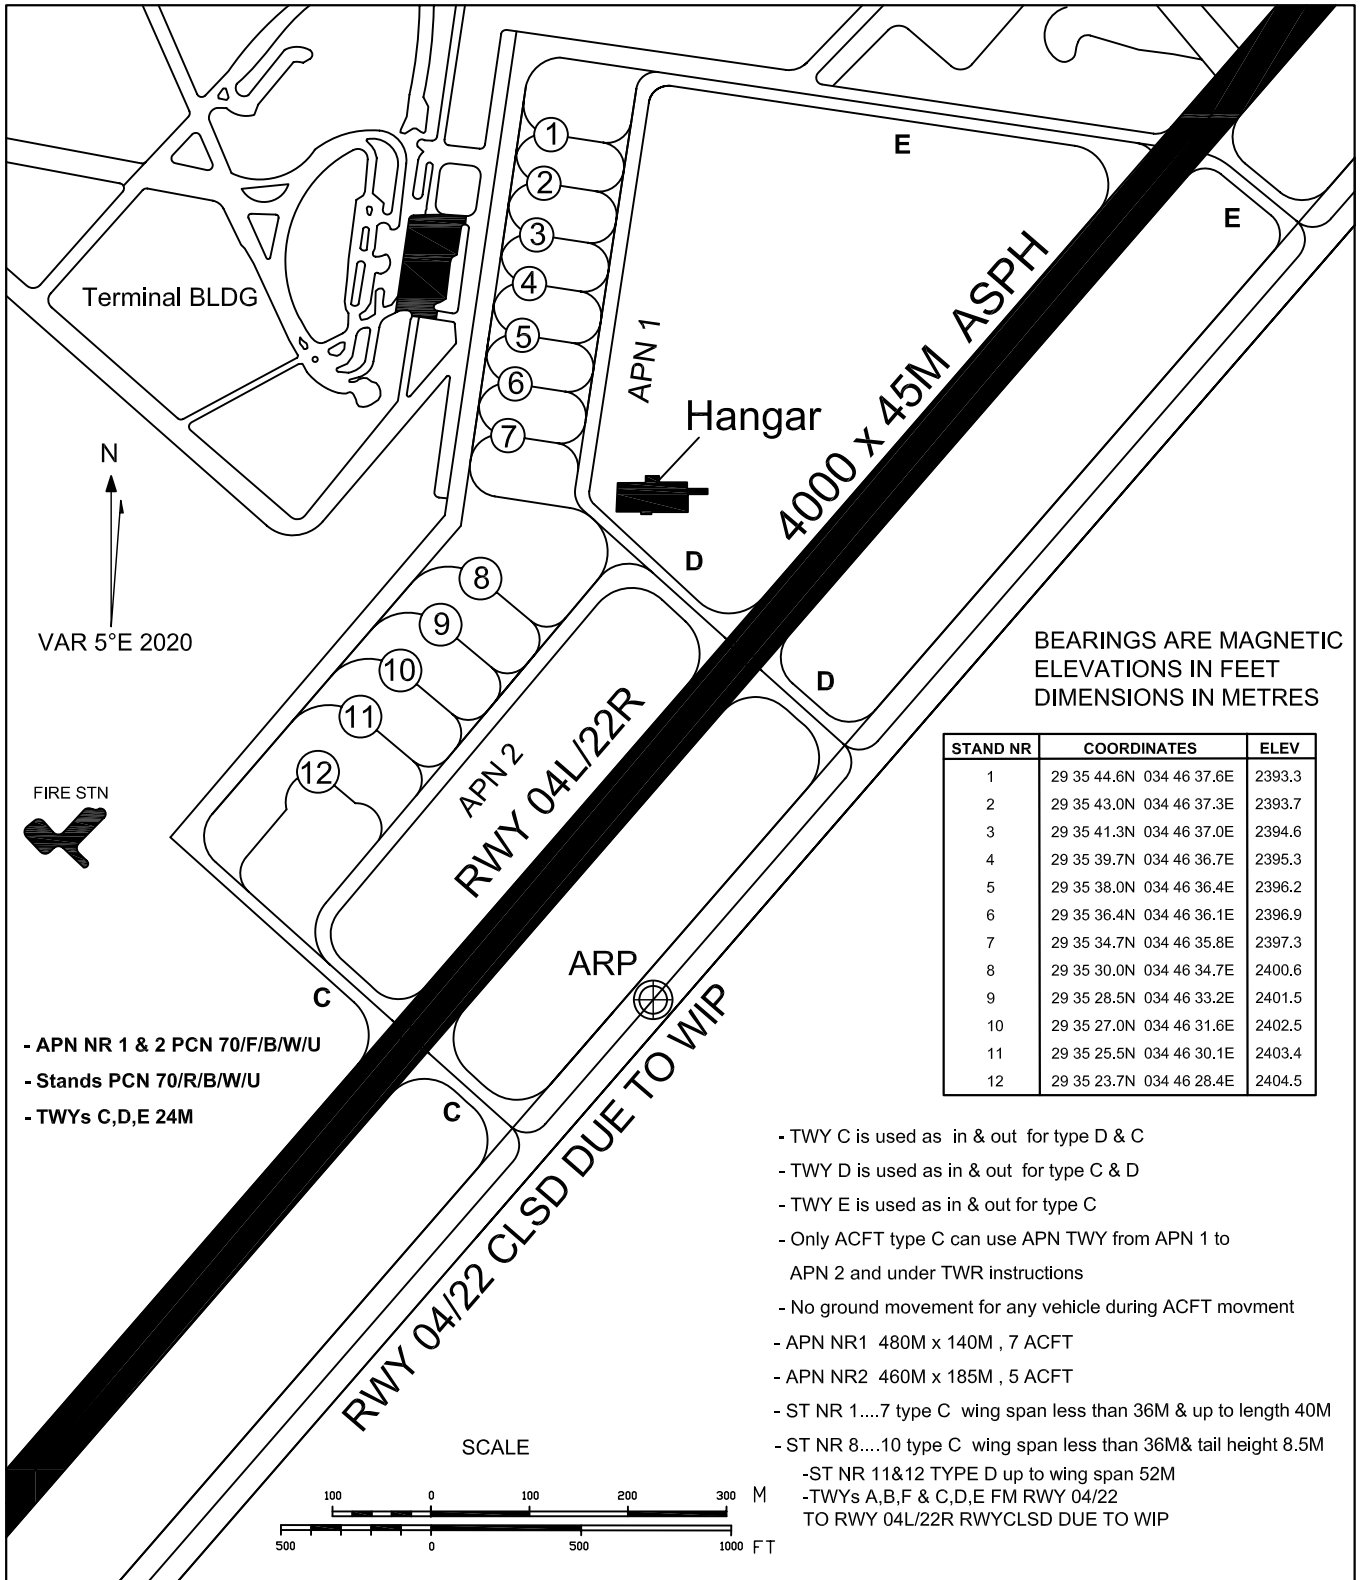 1
E
2
E
3
4
Terminal BLDG
5
APN 1
6
4000 x 45M ASPH
Hangar
7
N
D
8
9
VAR 5°E 2020
10
D
BEARINGS ARE MAGNETIC
ELEVATIONS IN FEET
DIMENSIONS IN METRES
11
12
APN 2
RWY 04L/22R
FIRE STN
STAND NR COORDINATES ELEV
1 29 35 44.6N 034 46 37.6E 2393.3
2 29 35 43.0N 034 46 37.3E 2393.7
3 29 35 41.3N 034 46 37.0E 2394.6
4 29 35 39.7N 034 46 36.7E 2395.3
5 29 35 38.0N 034 46 36.4E 2396.2
6 29 35 36.4N 034 46 36.1E 2396.9
7 29 35 34.7N 034 46 35.8E 2397.3
8 29 35 30.0N 034 46 34.7E 2400.6
9 29 35 28.5N 034 46 33.2E 2401.5
10 29 35 27.0N 034 46 31.6E 2402.5
11 29 35 25.5N 034 46 30.1E 2403.4
12 29 35 23.7N 034 46 28.4E 2404.5
ARP
C
- APN NR 1 & 2 PCN 70/F/B/W/U
- Stands PCN 70/R/B/W/U
- TWYs C,D,E 24M
C
RWY 04/22 CLSD DUE TO WIP
- TWY C is used as in & out for type D & C
- TWY D is used as in & out for type C & D
- TWY E is used as in & out for type C
- Only ACFT type C can use APN TWY from APN 1 to
APN 2 and under TWR instructions
- No ground movement for any vehicle during ACFT movment
- APN NR1 480M x 140M , 7 ACFT
- APN NR2 460M x 185M , 5 ACFT
- ST NR 1....7 type C wing span less than 36M & up to length 40M
- ST NR 8....10 type C wing span less than 36M& tail height 8.5M
-ST NR 11&12 TYPE D up to wing span 52M
-TWYs A,B,F & C,D,E FM RWY 04/22
TO RWY 04L/22R RWYCLSD DUE TO WIP
SCALE
100 0 100 200 300 M
500 0 500 1000 FT